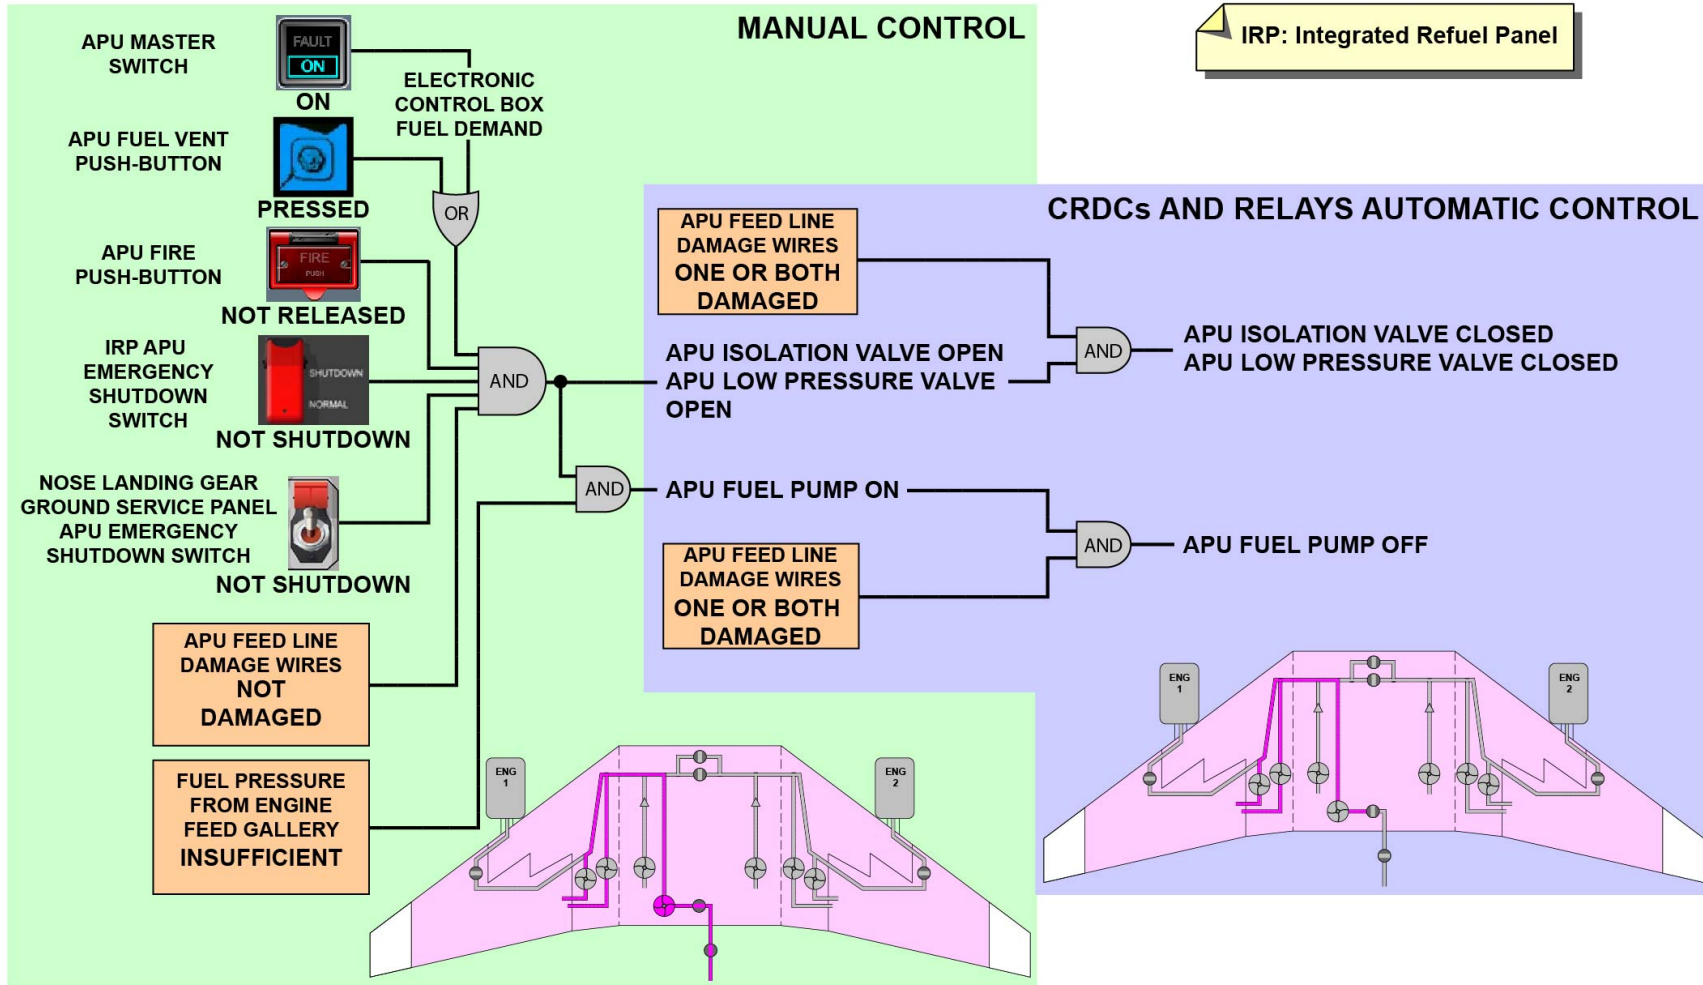 MANUAL CONTROL
IRP: Integrated Refuel Panel
APU MASTER
SWITCH
FAULT
ON
ON
ELECTRONIC
CONTROL BOX
FUEL DEMAND
APU FUEL VENT
PUSH-BUTTON
PRESSED
OR
APU FIRE
PUSH-BUTTON
FIRE
PUSH
NOT RELEASED
IRP APU
EMERGENCY
SHUTDOWN
SWITCH
SHUTDOWN
NORMAL
NOT SHUTDOWN
AND
NOSE LANDING GEAR
GROUND SERVICE PANEL
APU EMERGENCY
SHUTDOWN SWITCH
NOT SHUTDOWN
AND
APU FEED LINE
DAMAGE WIRES
NOT
DAMAGED
FUEL PRESSURE
FROM ENGINE
FEED GALLERY
INSUFFICIENT
ENG
1
ENG
2
CRDCs AND RELAYS AUTOMATIC CONTROL
APU FEED LINE
DAMAGE WIRES
ONE OR BOTH
DAMAGED
APU ISOLATION VALVE OPEN
APU LOW PRESSURE VALVE
OPEN
AND
APU ISOLATION VALVE CLOSED
APU LOW PRESSURE VALVE CLOSED
APU FUEL PUMP ON
APU FEED LINE
DAMAGE WIRES
ONE OR BOTH
DAMAGED
AND
APU FUEL PUMP OFF
ENG
1
ENG
2